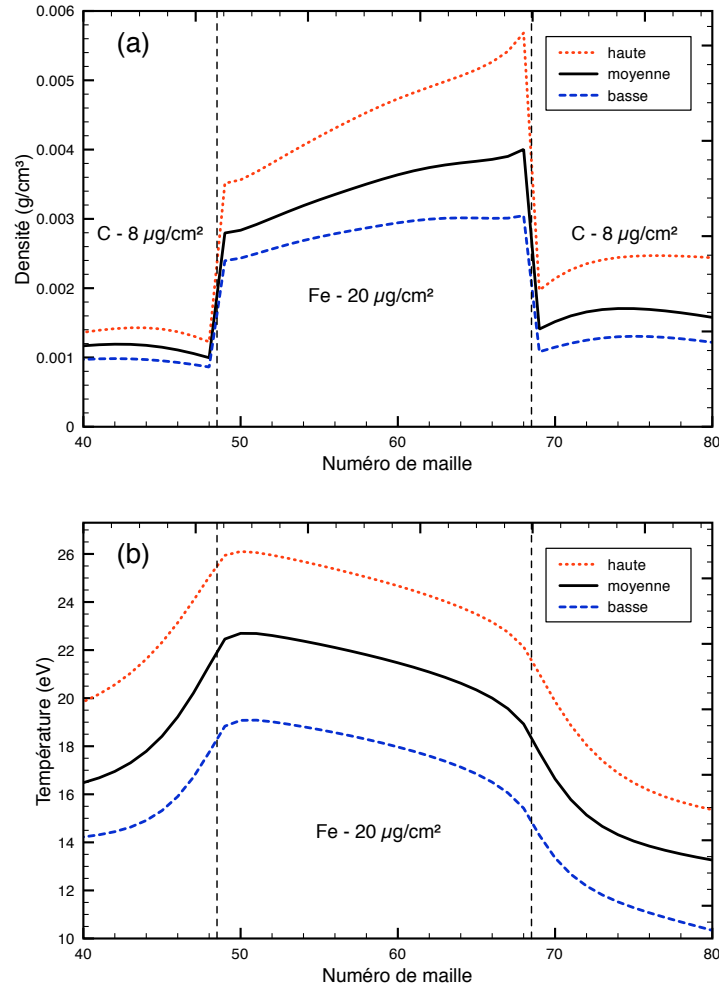 0.006
(a)
haute
moyenne
basse
0.005
0.004
Densité (g/cm³)
0.003
C - 8 µg/cm²
C - 8 µg/cm²
0.002
Fe - 20 µg/cm²
0.001
0
40
50
60
70
80
Numéro de maille
(b)
haute
moyenne
basse
26
24
22
20
Température (eV)
18
16
14
Fe - 20 µg/cm²
12
10
40
50
60
70
80
Numéro de maille